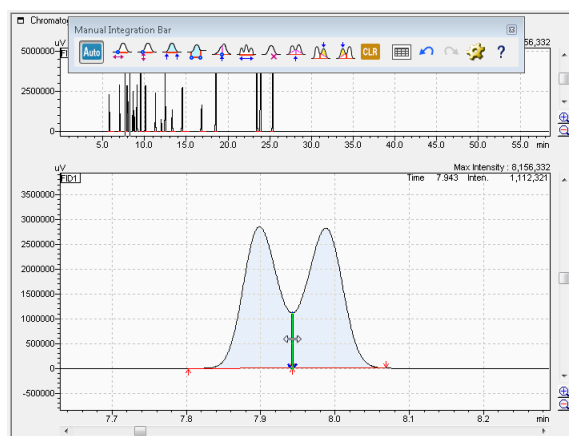 Chromatog
Manual Integration Bar
uV
8,156,332
Auto
CLR
?
5000000
2500000
0
5.0 10.0 15.0 20.0 25.0 30.0 35.0 40.0 45.0 50.0 55.0
min
uV
Max Intensity : 8,156,332
FID1
Time 7.943 Inten. 1,112,321
3500000
3000000
2500000
2000000
1500000
1000000
500000
0
-500000
7.7 7.8 7.9 8.0 8.1 8.2
min